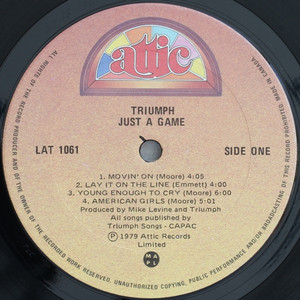 attic
TRIUMPH
JUST A GAME
LAT 1061
SIDE ONE
1. MOVIN' ON (Moore) 4:05
2. LAY IT ON THE LINE (Emmett) 4:00
3. YOUNG ENOUGH TO CRY (Moore) 6:00
4. AMERICAN GIRLS (Moore) 5:01
Produced by Mike Levine and Triumph
All songs published by
Triumph Songs - CAPAC
Ⓟ 1979 Attic Records
Limited
MAPL
ALL RIGHTS OF THE RECORD PRODUCER AND OF THE OWNER OF THE RECORDED WORK RESERVED. UNAUTHORIZED COPYING, PUBLIC PERFORMANCE AND BROADCASTING OF THIS RECORD PROHIBITED. MADE IN CANADA.